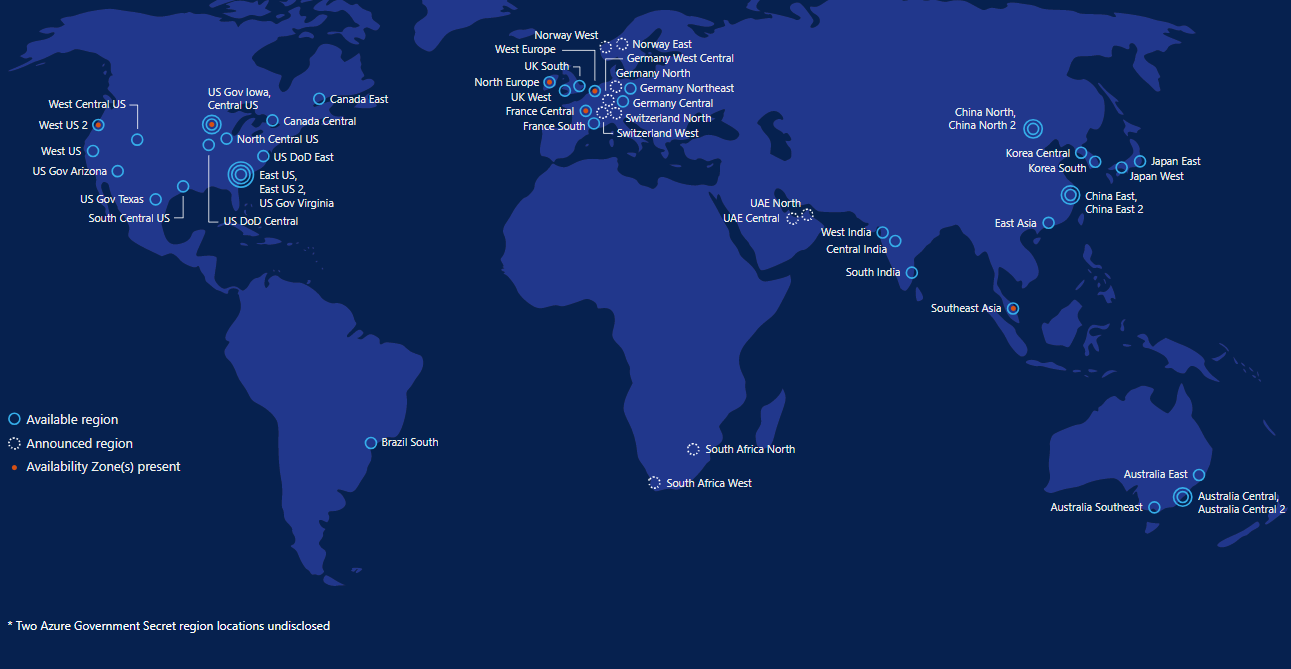 Norway West
Norway East
West Europe
Germany West Central
UK South
Germany North
North Europe
Germany Northeast
UK West
Germany Central
France Central
Switzerland North
France South
Switzerland West
US Gov Iowa,
Central US
Canada East
West Central US
West US 2
Canada Central
North Central US
West US
US DoD East
US Gov Arizona
East US,
East US 2,
US Gov Virginia
US Gov Texas
South Central US
US DoD Central
China North,
China North 2
Korea Central
Korea South
Japan East
Japan West
China East,
China East 2
East Asia
UAE North
UAE Central
West India
Central India
South India
Southeast Asia
Available region
Announced region
Availability Zone(s) present
Brazil South
South Africa North
South Africa West
Australia East
Australia Central,
Australia Central 2
Australia Southeast
* Two Azure Government Secret region locations undisclosed